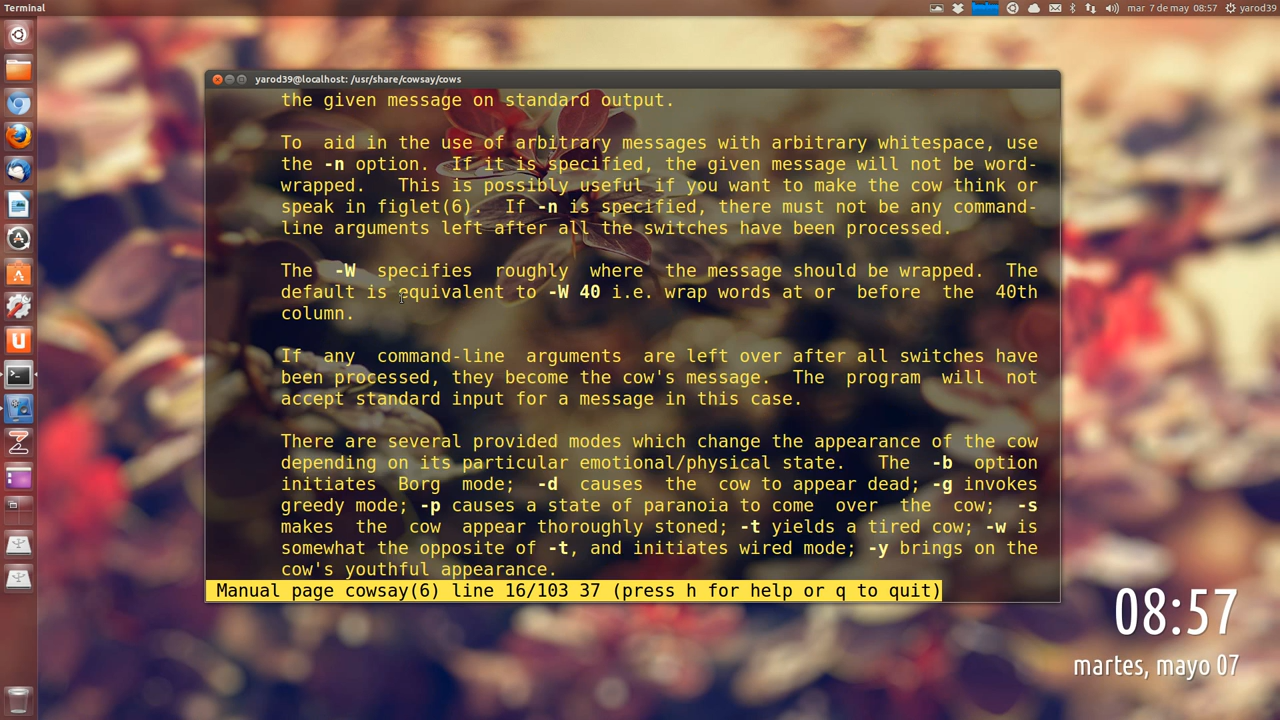 Terminal
mar 7 de may 08:57 yarod39
yarod39@localhost: /usr/share/cowsay/cows
the given message on standard output.
To  aid in the use of arbitrary messages with arbitrary whitespace, use
the -n option.  If it is specified, the given message will not be word-
wrapped.   This is possibly useful if you want to make the cow think or
speak in figlet(6).  If -n is specified, there must not be any command-
line arguments left after all the switches have been processed.
The  -W  specifies  roughly  where  the message should be wrapped.  The
default is equivalent to -W 40 i.e. wrap words at or  before  the  40th
column.
If  any  command-line  arguments  are left over after all switches have
been processed, they become the cow's message.  The  program  will  not
accept standard input for a message in this case.
There are several provided modes which change the appearance of the cow
depending on its particular emotional/physical state.   The  -b  option
initiates  Borg  mode;  -d  causes  the  cow to appear dead; -g invokes
greedy mode; -p causes a state of paranoia to come  over  the  cow;  -s
makes  the  cow  appear thoroughly stoned; -t yields a tired cow; -w is
somewhat the opposite of -t, and initiates wired mode; -y brings on the
cow's youthful appearance.
Manual page cowsay(6) line 16/103 37 (press h for help or q to quit)
08:57
martes, mayo 07